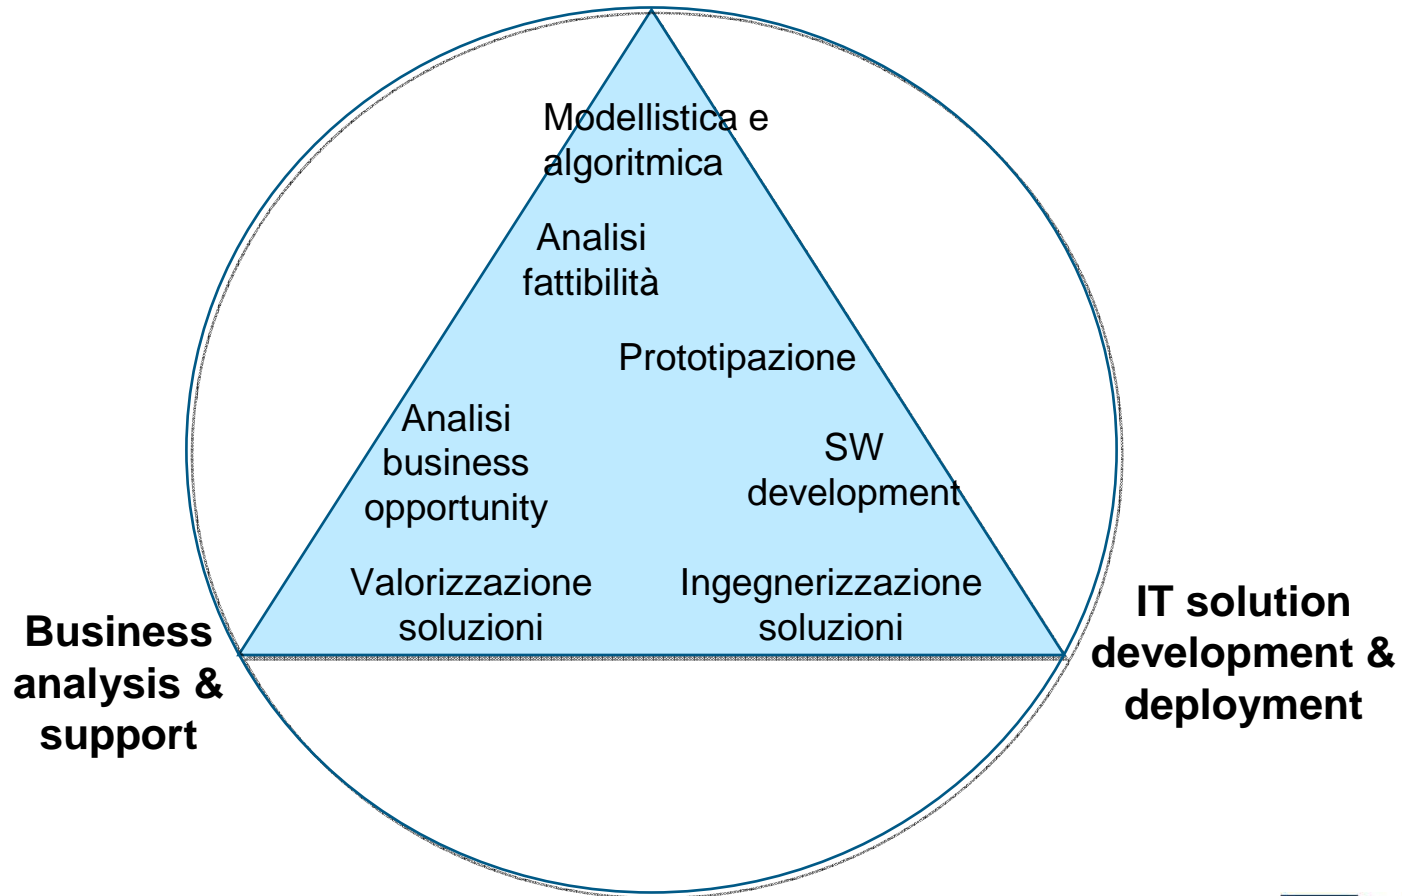 Modellistica e
algoritmica
Analisi
fattibilità
Prototipazione
Analisi
business
opportunity
SW
development
Valorizzazione
soluzioni
Ingegnerizzazione
soluzioni
Business
analysis &
support
IT solution
development &
deployment